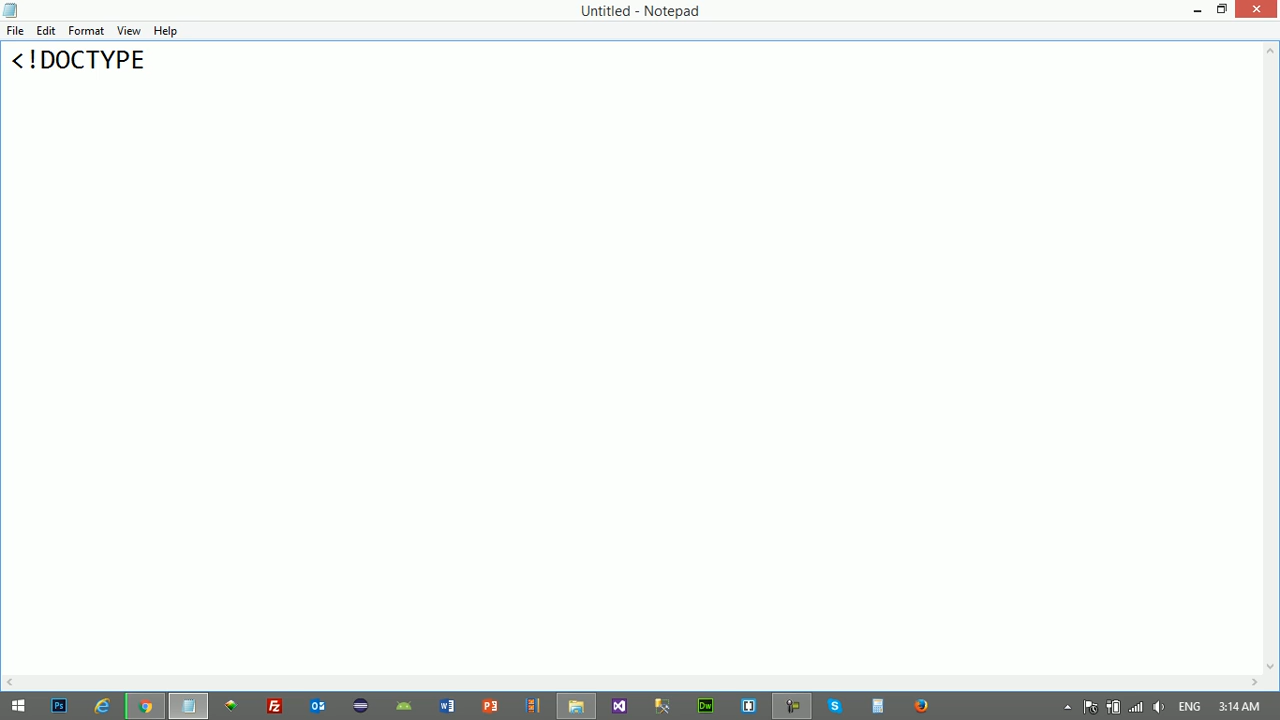 Untitled - Notepad
File Edit Format View Help
<!DOCTYPE
ENG 3:14 AM